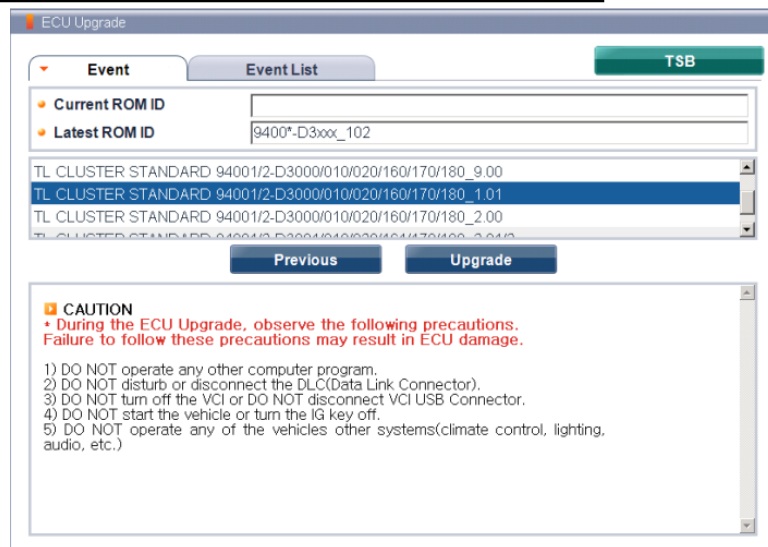 ECU Upgrade
Event
Event List
TSB
Current ROM ID
Latest ROM ID
9400*-D3xxx_102
TL CLUSTER STANDARD 94001/2-D3000/010/020/160/170/180_9.00
TL CLUSTER STANDARD 94001/2-D3000/010/020/160/170/180_1.01
TL CLUSTER STANDARD 94001/2-D3000/010/020/160/170/180_2.00
TL CLUSTER STANDARD
Previous
Upgrade
CAUTION
* During the ECU Upgrade, observe the following precautions.
Failure to follow these precautions may result in ECU damage.
1) DO NOT operate any other computer program.
2) DO NOT disturb or disconnect the DLC(Data Link Connector).
3) DO NOT turn off the VCI or DO NOT disconnect VCI USB Connector.
4) DO NOT start the vehicle or turn the IG key off.
5) DO NOT operate any of the vehicles other systems(climate control, lighting,
audio, etc.)